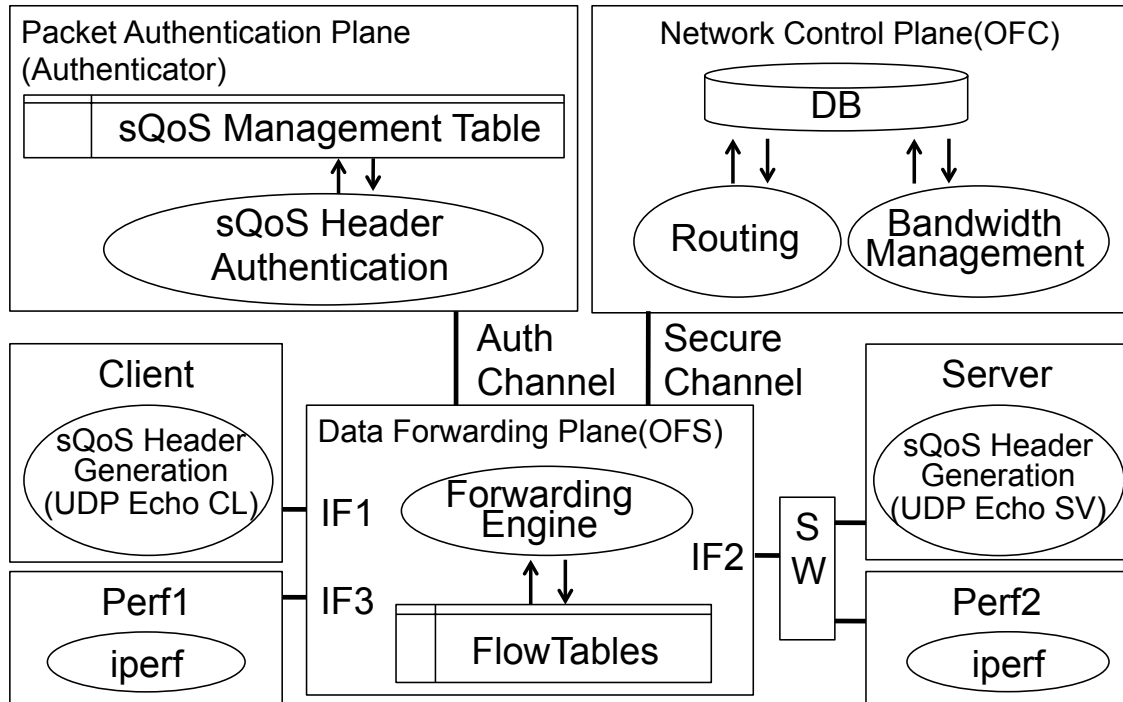 Packet Authentication Plane
(Authenticator)
sQoS Management Table
sQoS Header
Authentication
Network Control Plane(OFC)
DB
Routing
Bandwidth
Management
Auth
Channel
Secure
Channel
Client
sQoS Header
Generation
(UDP Echo CL)
Data Forwarding Plane(OFS)
Forwarding
Engine
IF1
IF2
IF3
FlowTables
S
W
Server
sQoS Header
Generation
(UDP Echo SV)
Perf1
iperf
Perf2
iperf